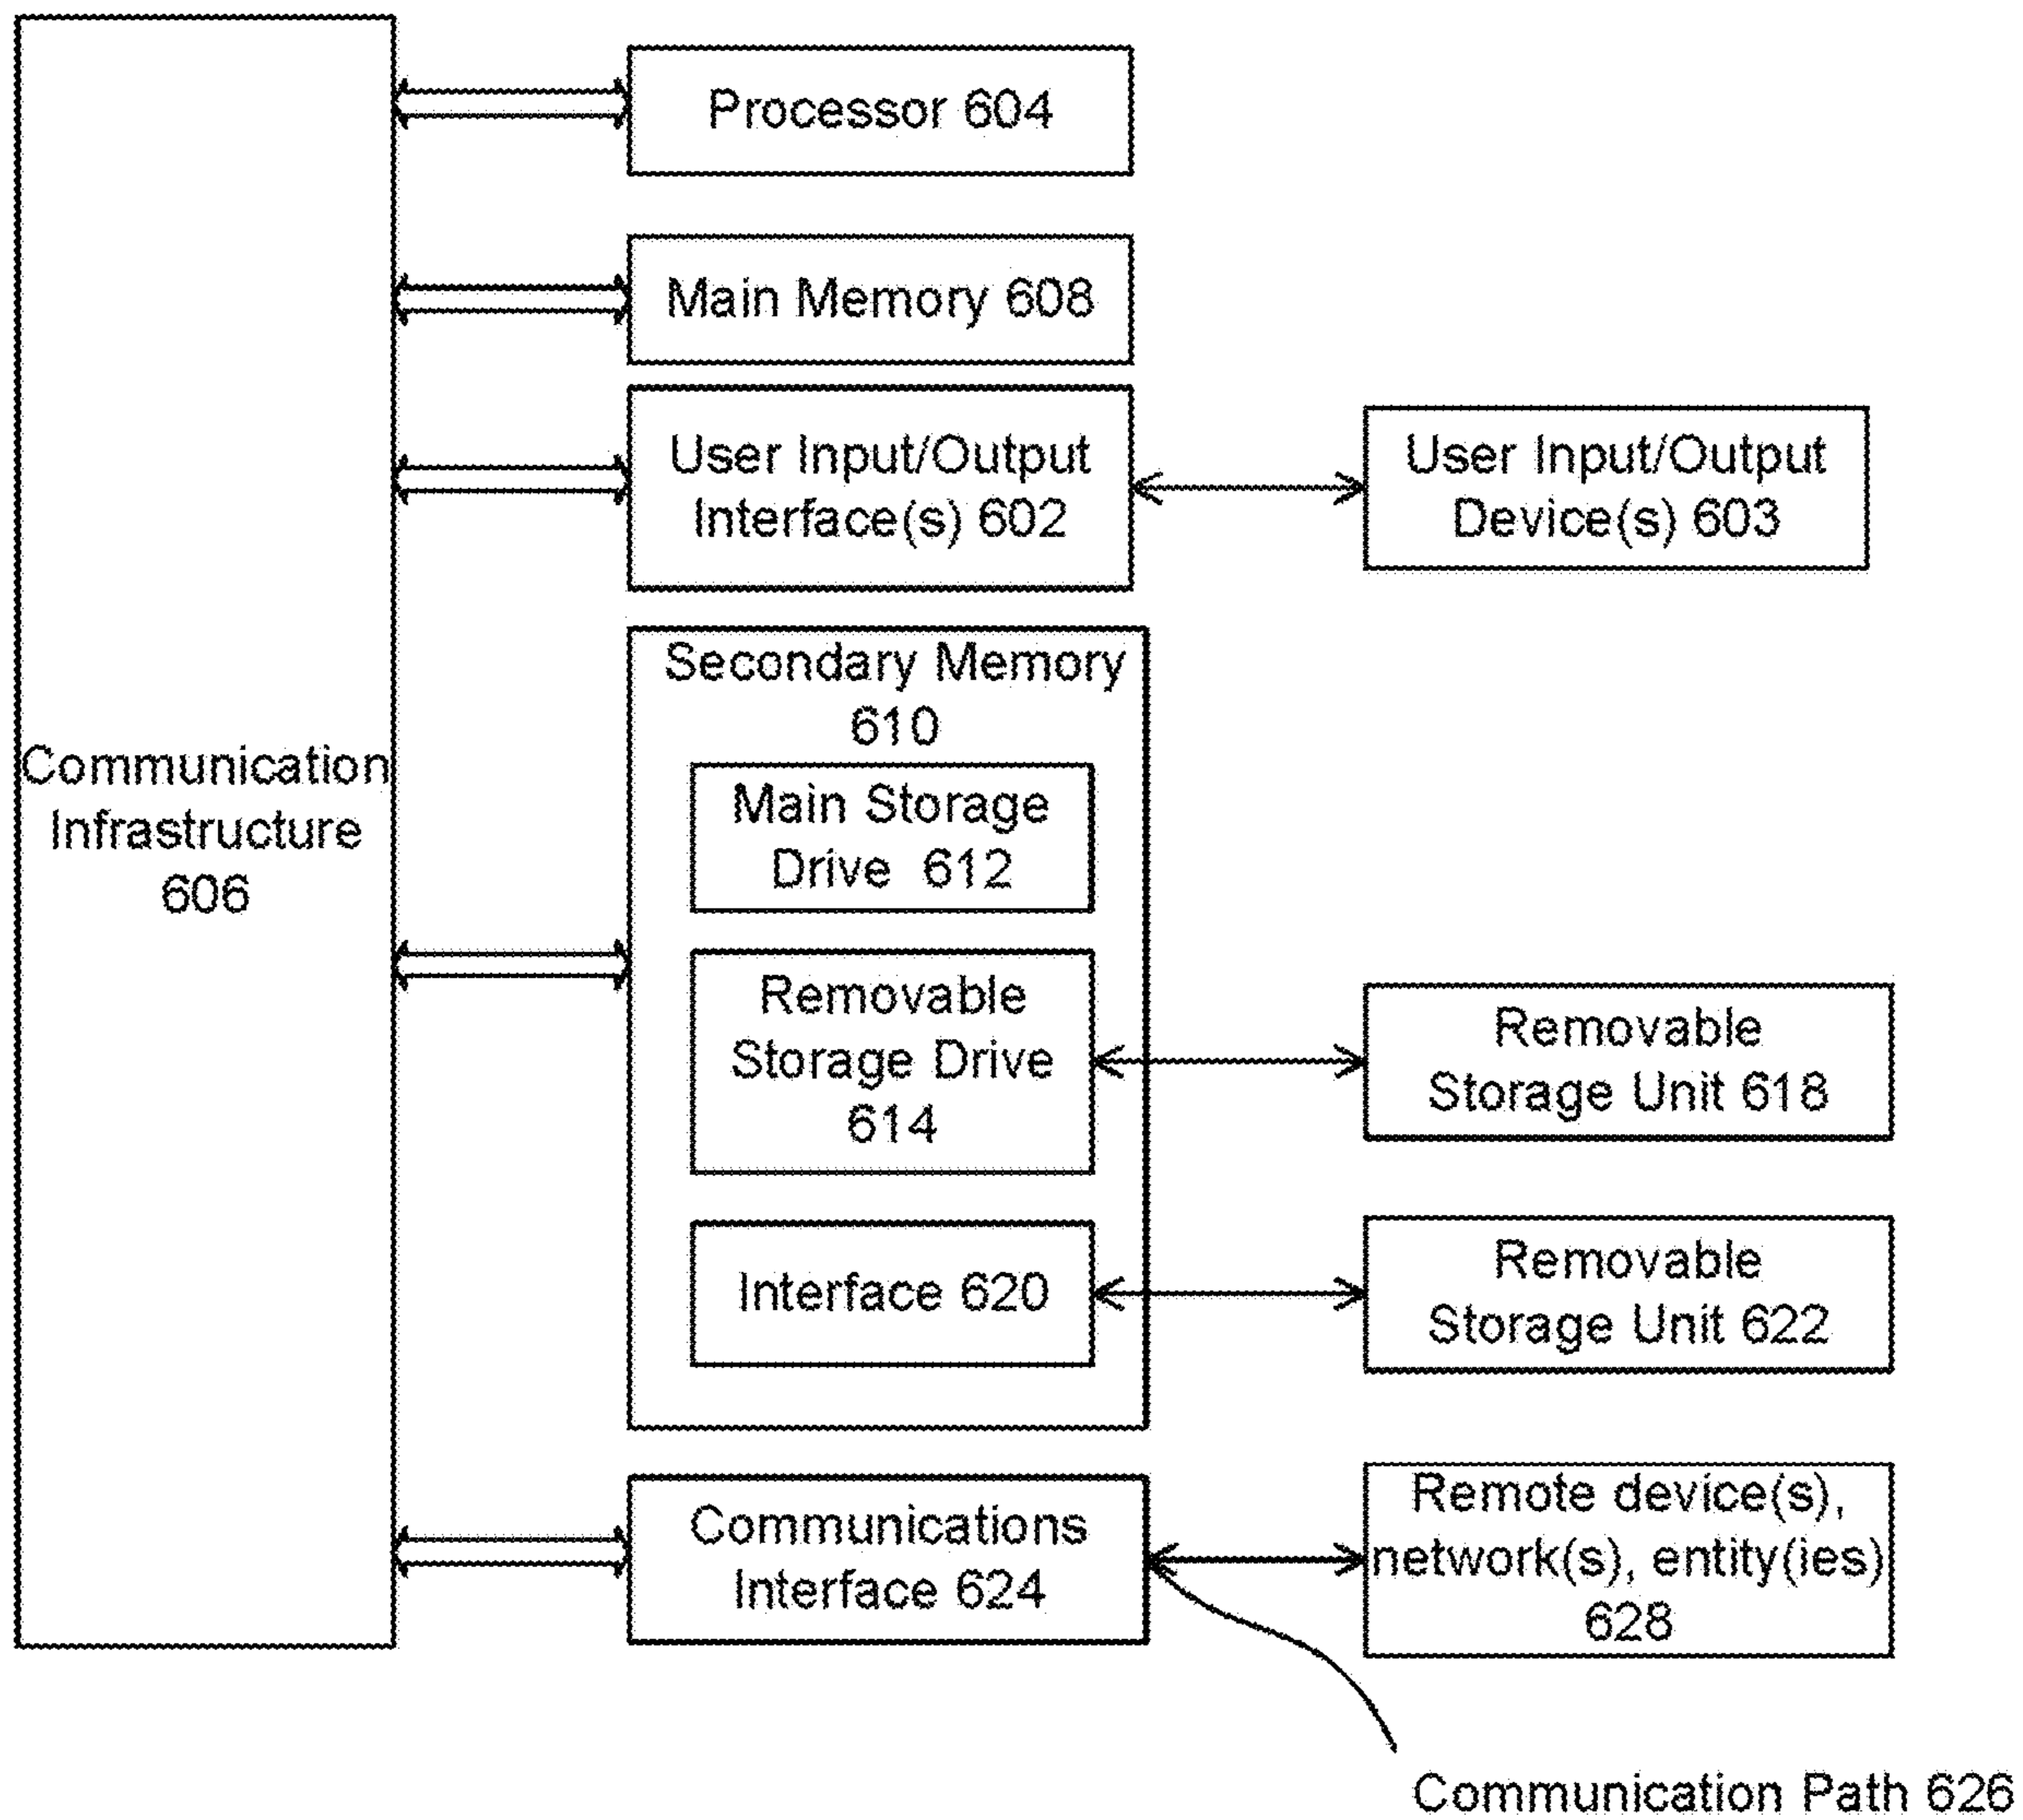 Processor 604
Main Memory 608
User Input/Output
Interface(s) 602
User Input/Output
Device(s) 603
Secondary Memory
610
Communication
Infrastructure
606
Main Storage
Drive 612
Removable
Storage Drive
614
Removable
Storage Unit 618
Interface 620
Removable
Storage Unit 622
Communications
Interface 624
Remote device(s),
network(s), entity(ies)
628
Communication Path 626